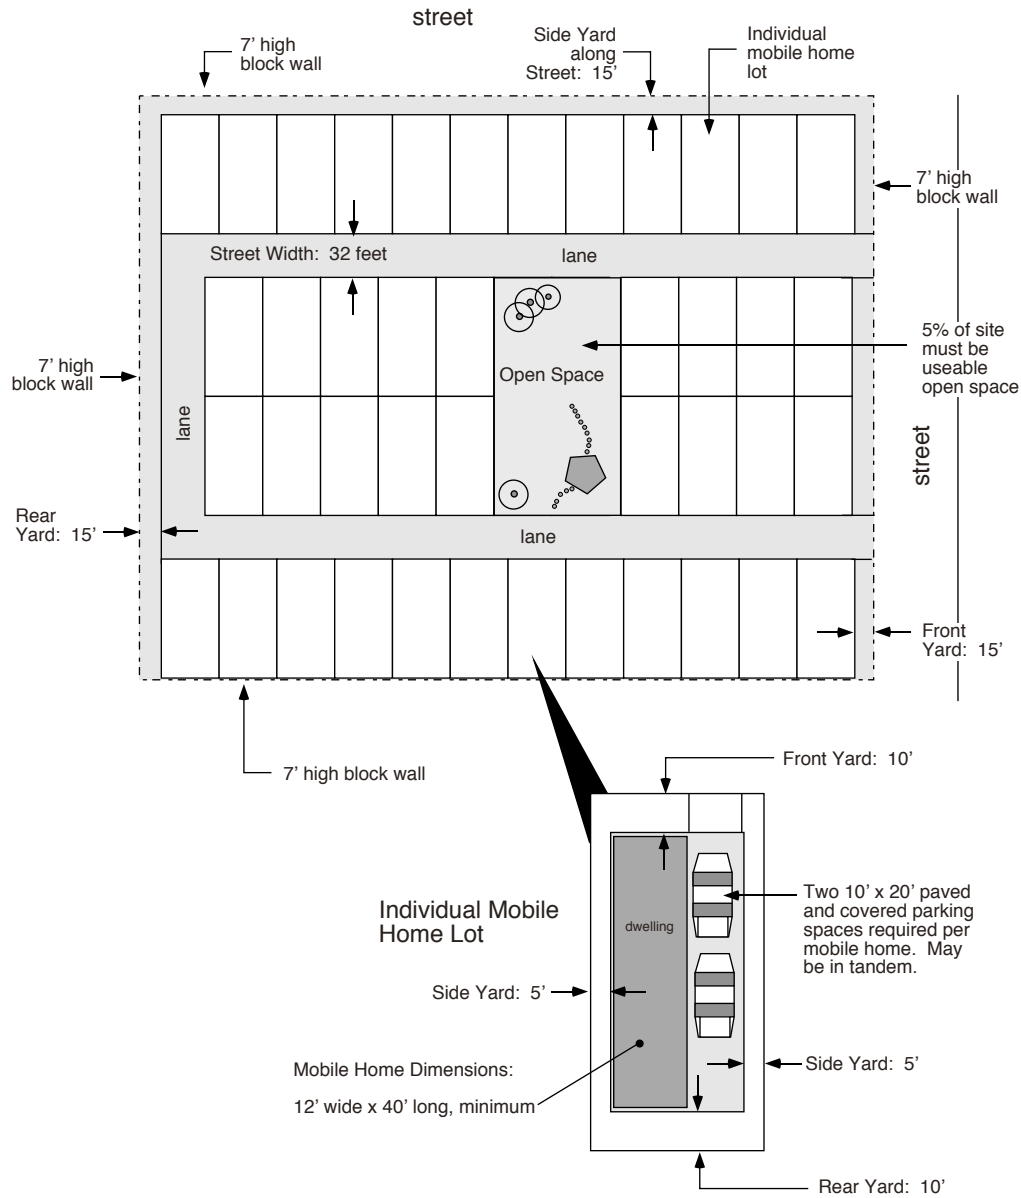 street
7’ high
block wall
Side Yard
along
Street:  15’
Individual
mobile home
lot
7’ high
block wall
Street Width:  32 feet
lane
5% of site
must be
useable
open space
7’ high
block wall
Open Space
lane
street
Rear
Yard:  15’
lane
Front
Yard:  15’
7’ high block wall
Front Yard:  10’
Individual Mobile
Home Lot
dwelling
Two 10’ x 20’ paved
and covered parking
spaces required per
mobile home.  May
be in tandem.
Side Yard:  5’
Side Yard:  5’
Mobile Home Dimensions:
12’ wide x 40’ long, minimum
Rear Yard:  10’